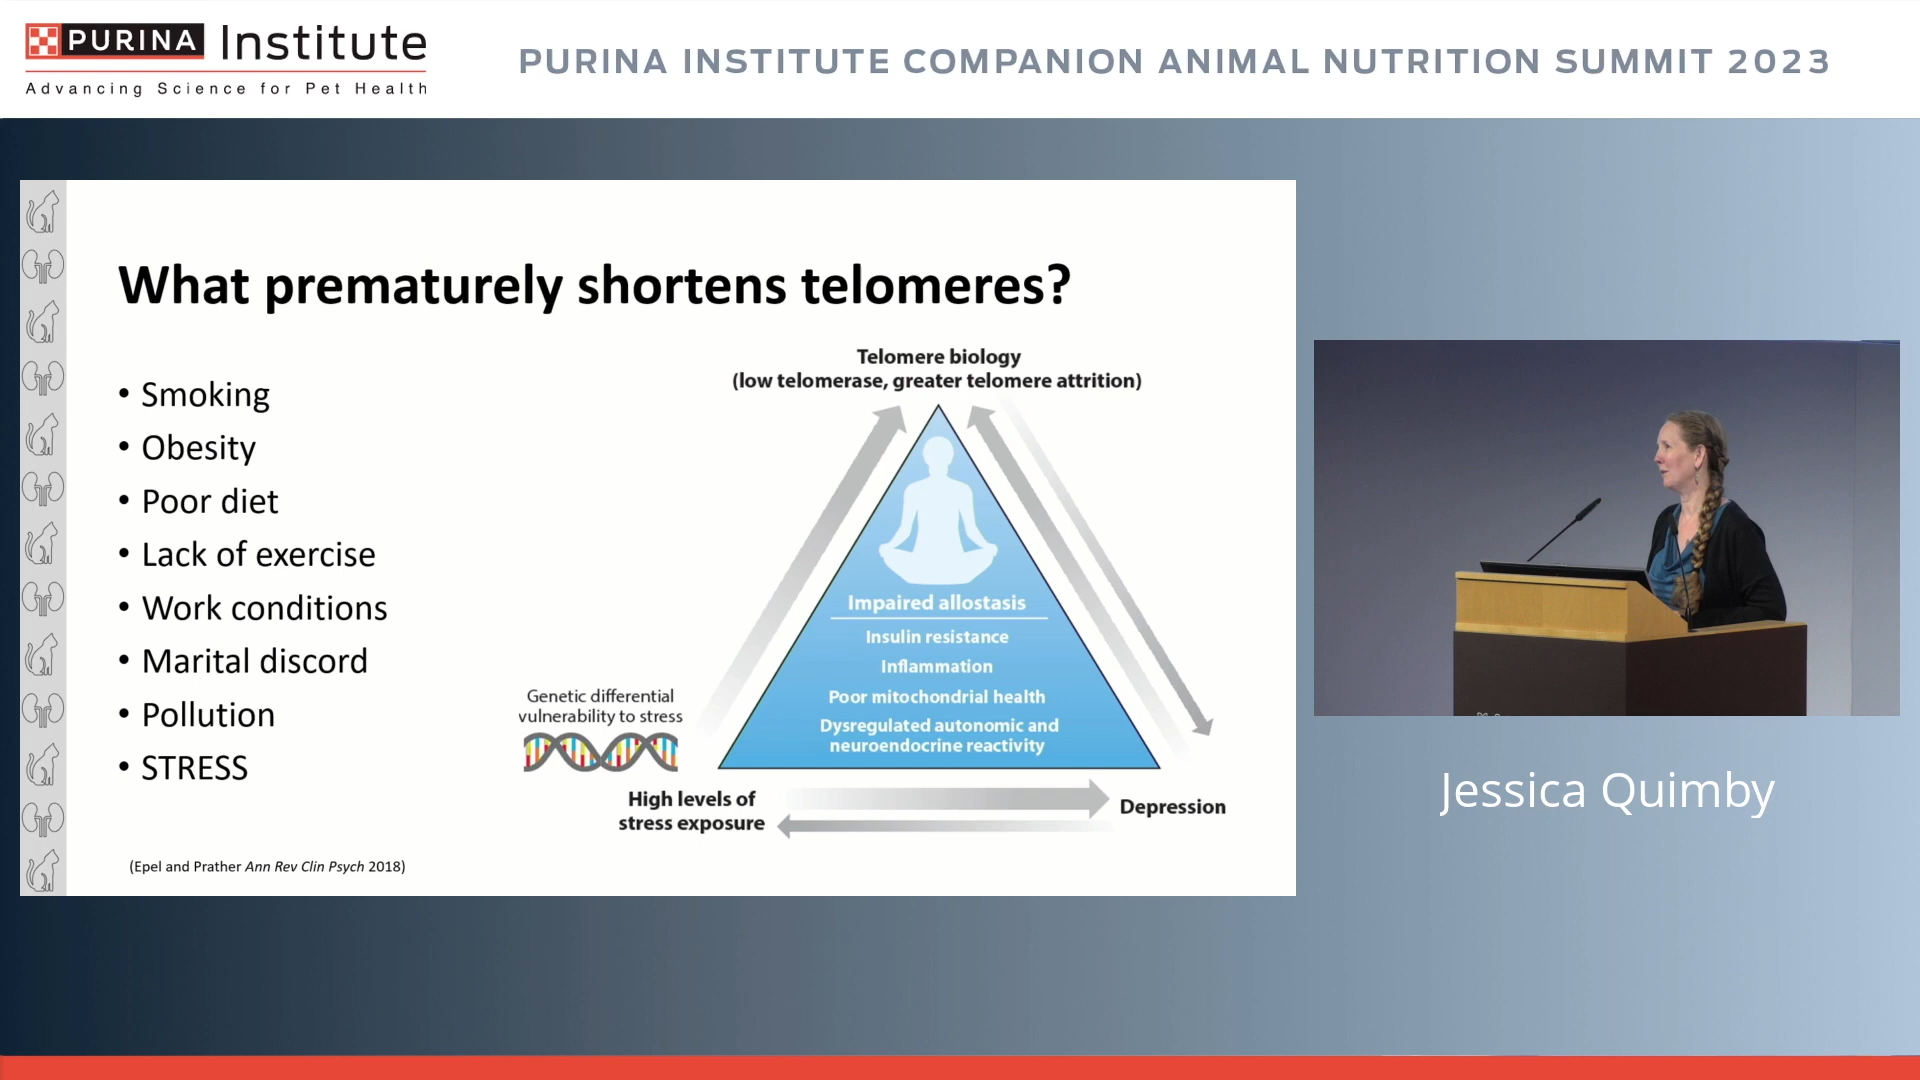 PURINA Institute
Advancing Science for Pet Health
PURINA INSTITUTE COMPANION ANIMAL NUTRITION SUMMIT 2023
What prematurely shortens telomeres?
• Smoking
• Obesity
• Poor diet
• Lack of exercise
• Work conditions
• Marital discord
• Pollution
• STRESS
(Epel and Prather Ann Rev Clin Psych 2018)
Telomere biology
(low telomerase, greater telomere attrition)
Impaired allostasis
Insulin resistance
Inflammation
Poor mitochondrial health
Dysregulated autonomic and
neuroendocrine reactivity
Genetic differential
vulnerability to stress
High levels of
stress exposure
Depression
Jessica Quimby